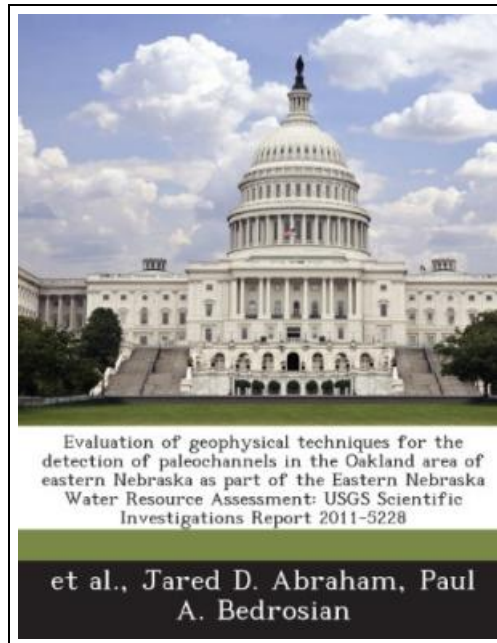 Evaluation of geophysical techniques for the
detection of paleochannels in the Oakland area of
eastern Nebraska as part of the Eastern Nebraska
Water Resource Assessment: USGS Scientific
Investigations Report 2011-5228
et al., Jared D. Abraham, Paul
A. Bedrosian